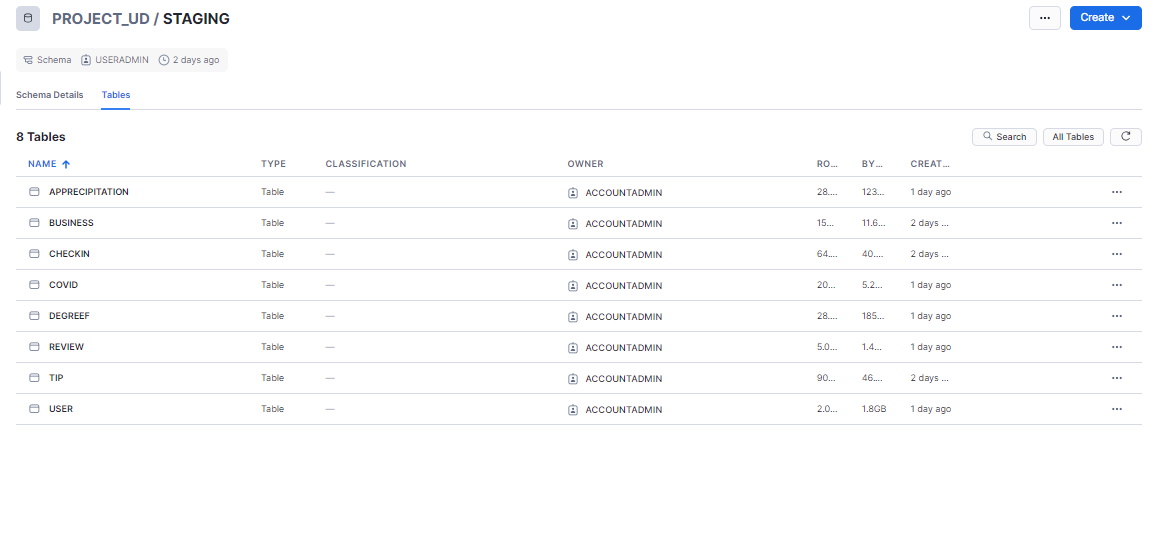 PROJECT_UD / STAGING
... Create
Schema USERADMIN 2 days ago
Schema Details Tables
8 Tables Search All Tables
NAME TYPE CLASSIFICATION OWNER RO... BY... CREAT...
APPRECIPITATION Table — ACCOUNTADMIN 28.... 123... 1 day ago ...
BUSINESS Table — ACCOUNTADMIN 15... 11.6... 2 days ... ...
CHECKIN Table — ACCOUNTADMIN 64.... 40.... 2 days ... ...
COVID Table — ACCOUNTADMIN 20... 5.2... 1 day ago ...
DEGREEF Table — ACCOUNTADMIN 28.... 185... 1 day ago ...
REVIEW Table — ACCOUNTADMIN 5.0... 1.4... 1 day ago ...
TIP Table — ACCOUNTADMIN 90... 46.... 2 days ... ...
USER Table — ACCOUNTADMIN 2.0... 1.8GB 1 day ago ...